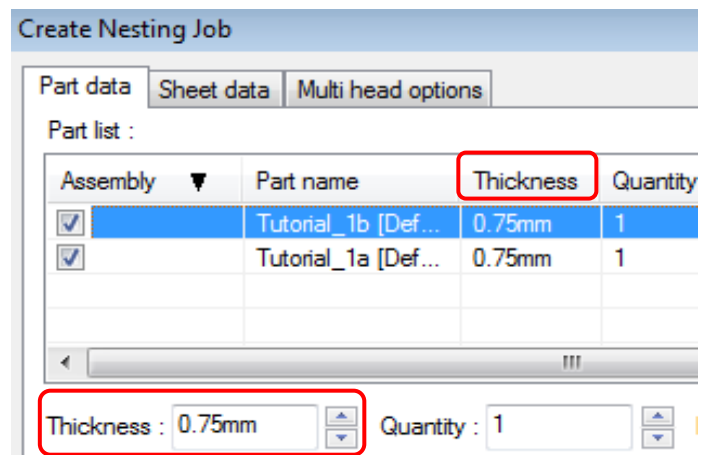 Create Nesting Job
Part data Sheet data Multi head options
Part list :
Assembly Part name Thickness Quantity
Tutorial_1b [Def... 0.75mm 1
Tutorial_1a [Def... 0.75mm 1
Thickness : 0.75mm Quantity : 1